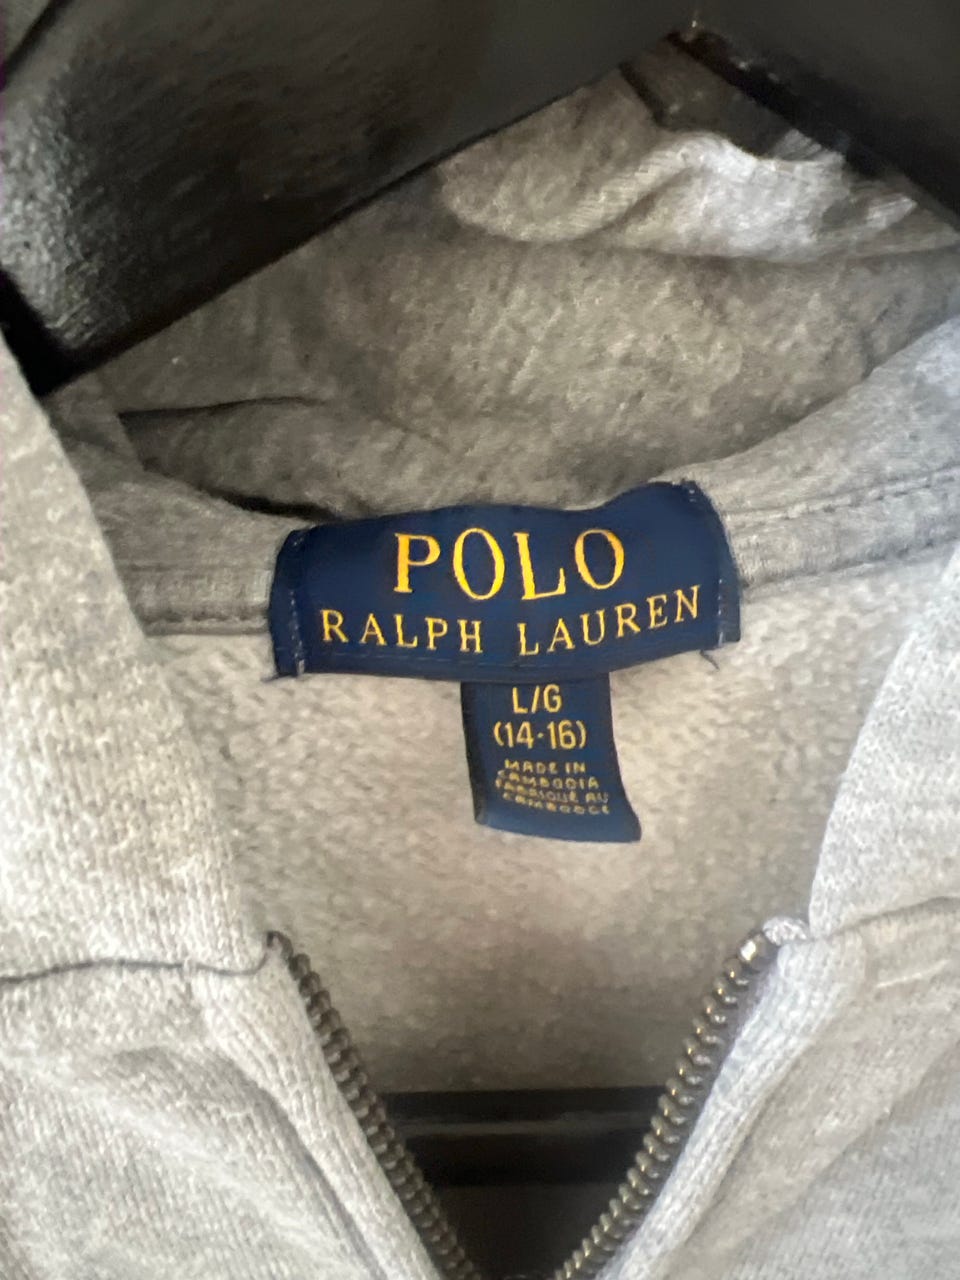 POLO
RALPH LAUREN
L/G
(14-16)
MADE IN
CAMBODIA
FABRIQUÉ AU
CAMBODGE